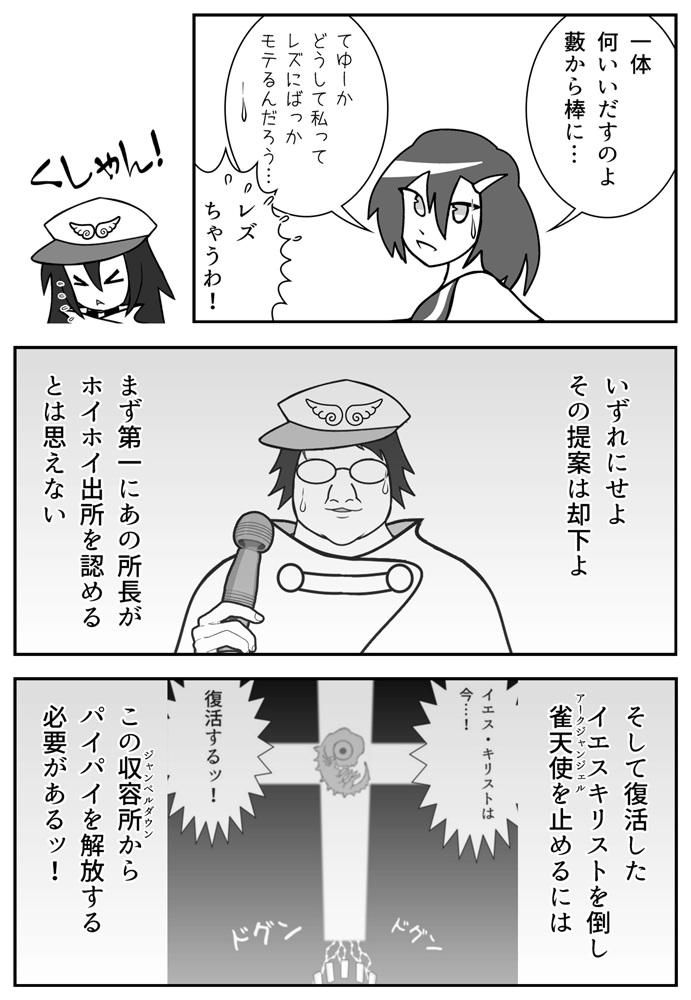 一体
何いいだすのよ
藪から棒に…
てゆーか
どうして私って
レズにばっか
モテるんだろう…
レズ
ちゃうわ！
くしゃん！
いずれにせよ
その提案は却下よ
まず第一にあの所長が
ホイホイ出所を認める
とは思えない
そして復活した
イエスキリストを倒し
アークジャンジェル
雀天使を止めるには
イエス・キリストは
今…！
復活するッ！
ドグン
ドグン
ジャンベルダウン
この収容所から
パイパイを解放する
必要があるッ！